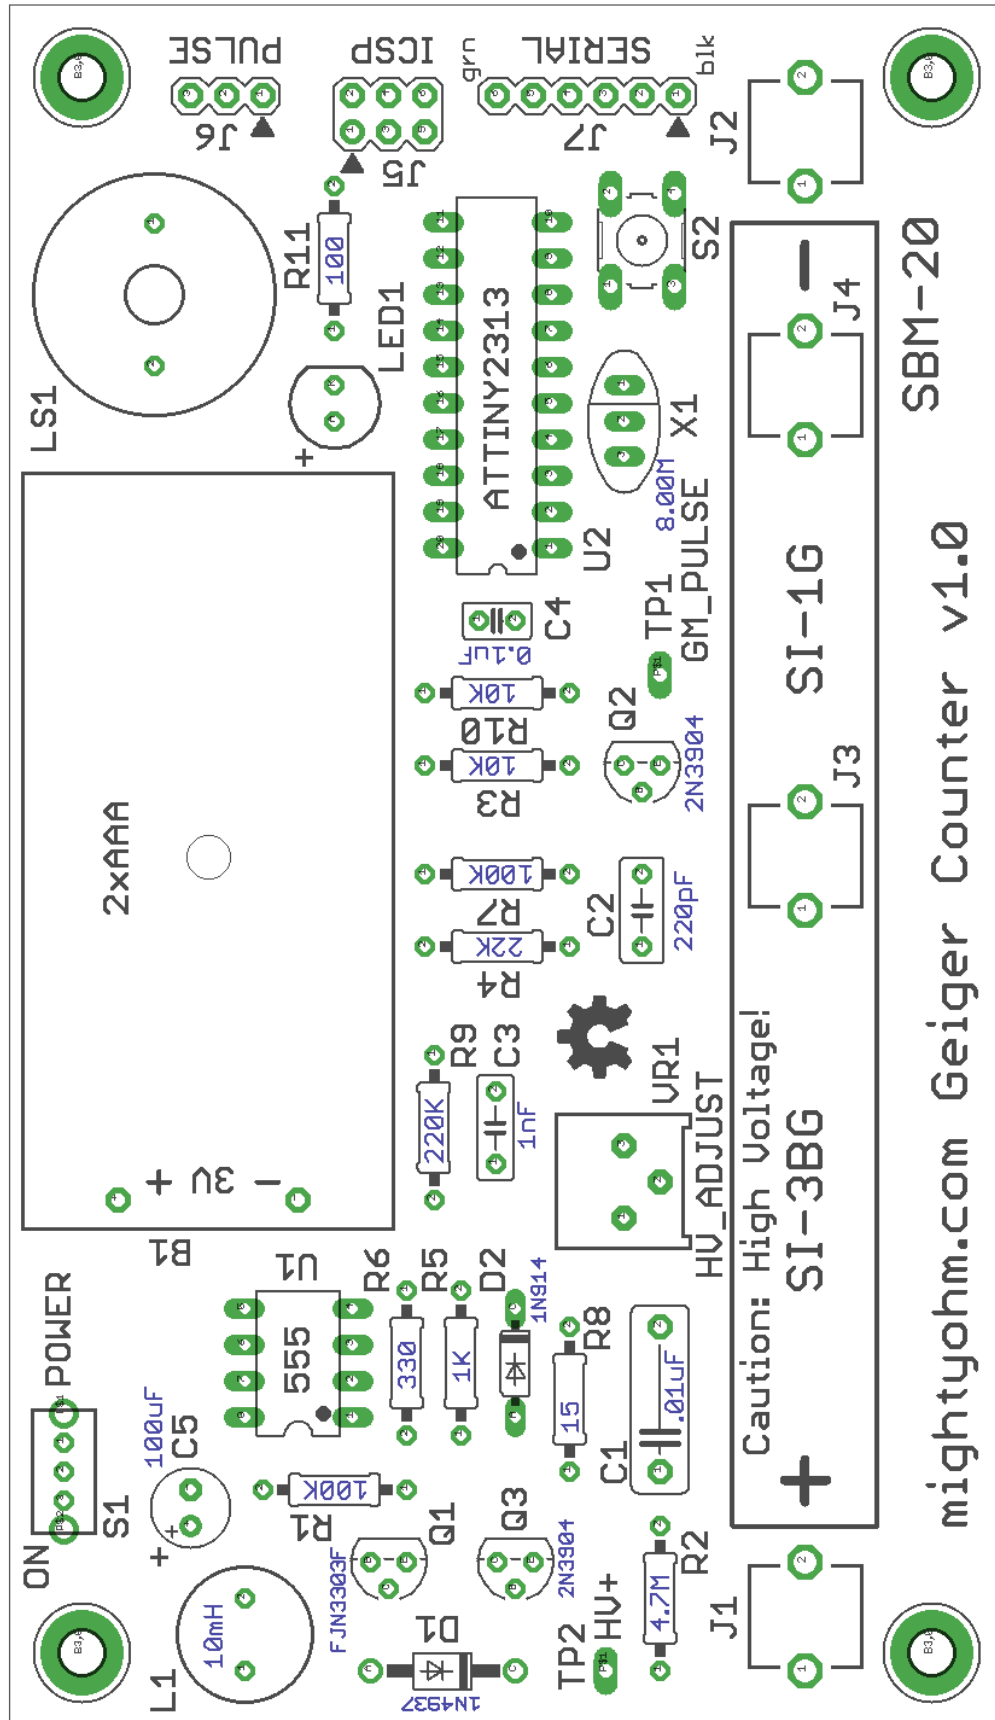 ON
POWER
S1
100uF
C5
L1
10mH
B1
3V
+
-
2xAAA
LS1
PULSE
J6
ICSP
J5
grn
SERIAL
blk
J7
U1
555
R1
100K
R11
100
LED1
+
FJN3303F
Q1
R6
330
R5
1K
D2
1N914
R9
220K
C3
1nF
R4
22K
R7
100K
R3
10K
R10
10K
0.1uF
C4
ATTINY2313
U2
S2
D1
1N4937
Q3
2N3904
R8
15
TP2
HV+
R2
4.7M
C1
.01uF
VR1
HV_ADJUST
C2
220pF
Q2
2N3904
TP1
GM_PULSE
8.00M
X1
J1
J2
Caution: High Voltage!
+
SI-3BG
SI-1G
-
J3
J4
SBM-20
mightyohm.com Geiger Counter v1.0